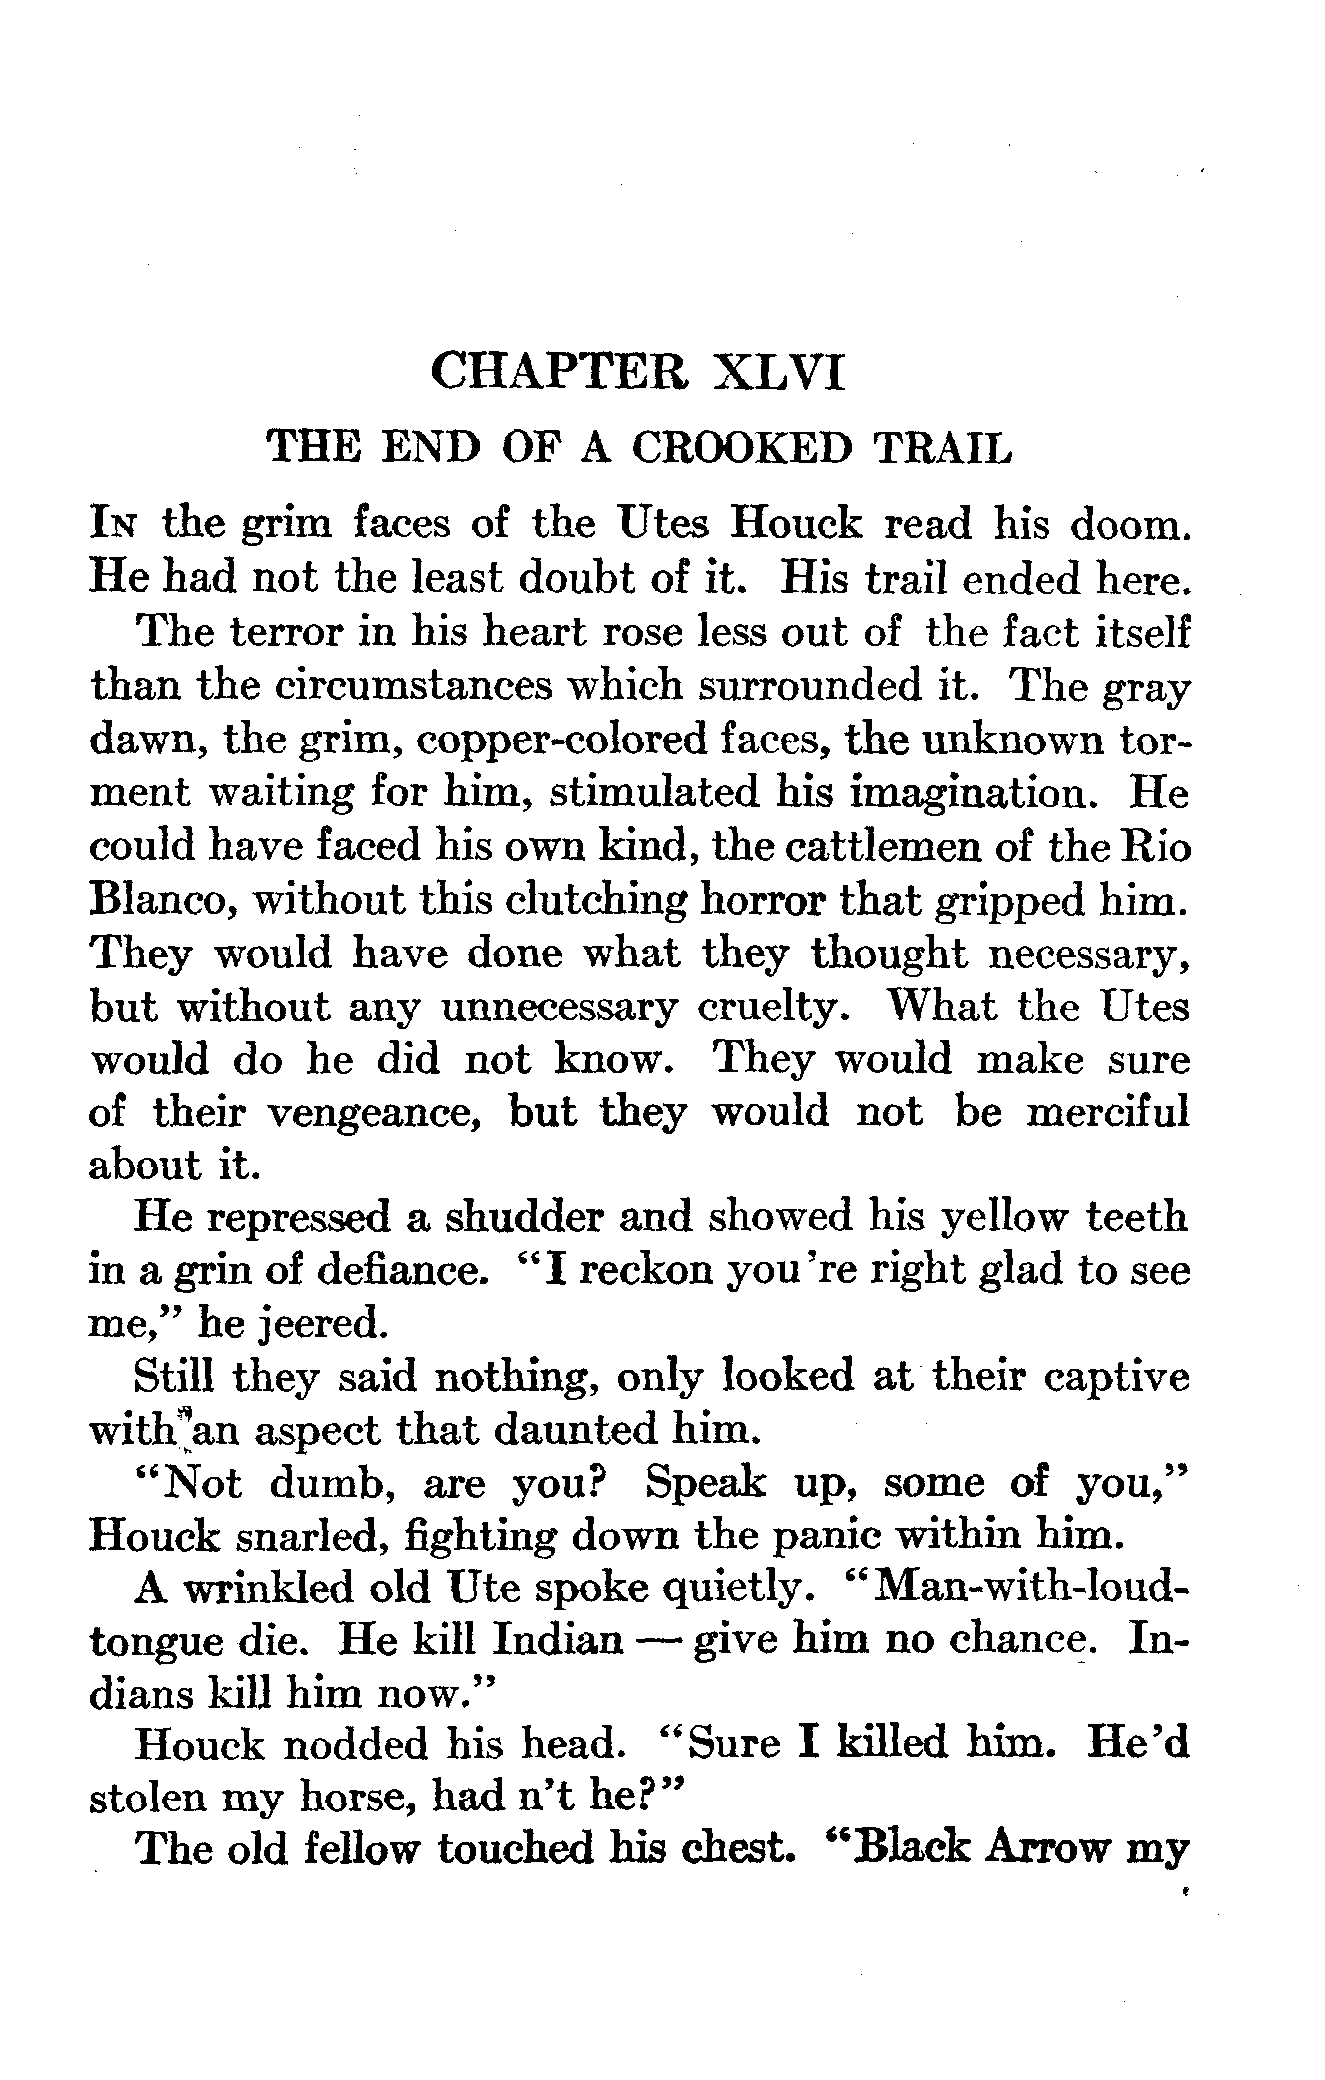 CHAPTER XLVI
THE END OF A CROOKED TRAIL
IN the grim faces of the Utes Houck read his doom.
He had not the least doubt of it. His trail ended here.
The terror in his heart rose less out of the fact itself
than the circumstances which surrounded it. The gray
dawn, the grim, copper-colored faces, the unknown tor-
ment waiting for him, stimulated his imagination. He
could have faced his own kind, the cattlemen of the Rio
Blanco, without this clutching horror that gripped him.
They would have done what they thought necessary,
but without any unnecessary cruelty. What the Utes
would do he did not know. They would make sure
of their vengeance, but they would not be merciful
about it.
He repressed a shudder and showed his yellow teeth
in a grin of defiance. “I reckon you're right glad to see
me,” he jeered.
Still they said nothing, only looked at their captive
with an aspect that daunted him.
“Not dumb, are you? Speak up, some of you,”
Houck snarled, fighting down the panic within him.
A wrinkled old Ute spoke quietly. “Man-with-loud-
tongue die. He kill Indian — give him no chance. In-
dians kill him now.”
Houck nodded his head. “Sure I killed him. He'd
stolen my horse, had n't he?”
The old fellow touched his chest. “Black Arrow my